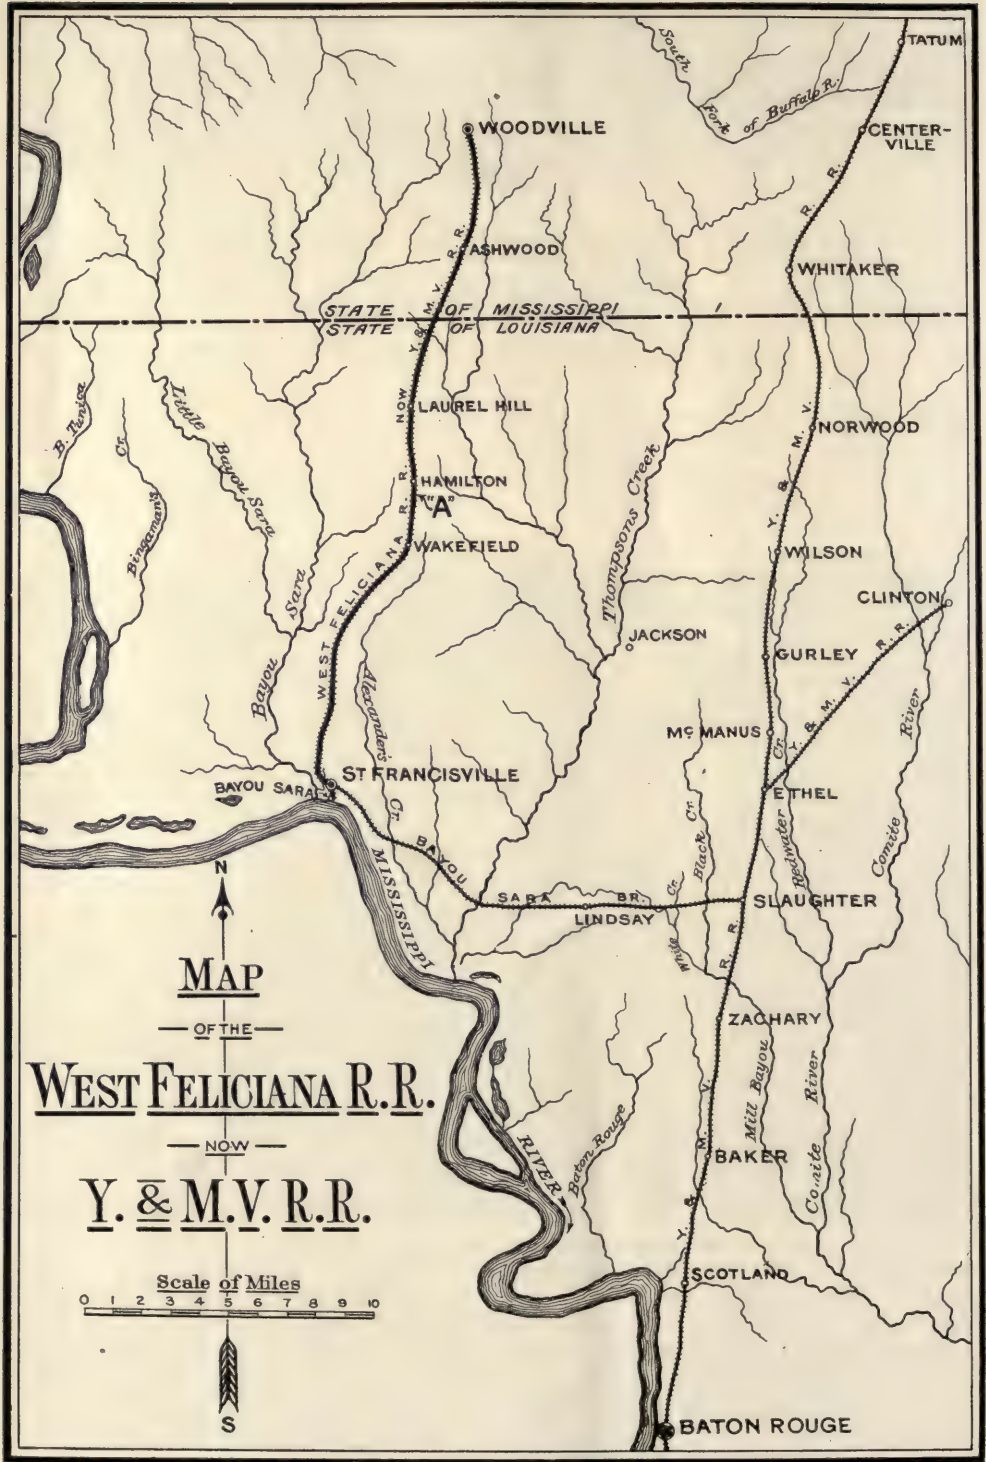 South
Fork
of Buffalo R.
TATUM
CENTER-
VILLE
WOODVILLE
R. R.
ASHWOOD
WHITAKER
STATE OF MISSISSIPPI
STATE OF LOUISIANA
NOW Y. & M. V. R. R.
B. Tunica
Cr.
Bingaman's
Little Bayou Sara
LAUREL HILL
NORWOOD
HAMILTON
"A"
WAKEFIELD
Thompsons Creek
Y. & M. V.
WILSON
CLINTON
WEST FELICIANA R. R.
Bayou Sara
JACKSON
GURLEY
Y. & M. V. R. R.
Alexander's Cr.
McMANUS
Cr.
Redwater
Comite River
ST FRANCISVILLE
BAYOU SARA
ETHEL
Black Cr.
White Cr.
BAYOU SARA BR.
LINDSAY
SLAUGHTER
MISSISSIPPI
RIVER
N
MAP
OF THE
WEST FELICIANA R.R.
NOW
Y. & M.V. R.R.
Scale of Miles
0 1 2 3 4 5 6 7 8 9 10
S
ZACHARY
Mill Bayou
Comite River
Baton Rouge
Y. & M. V. R. R.
BAKER
SCOTLAND
BATON ROUGE